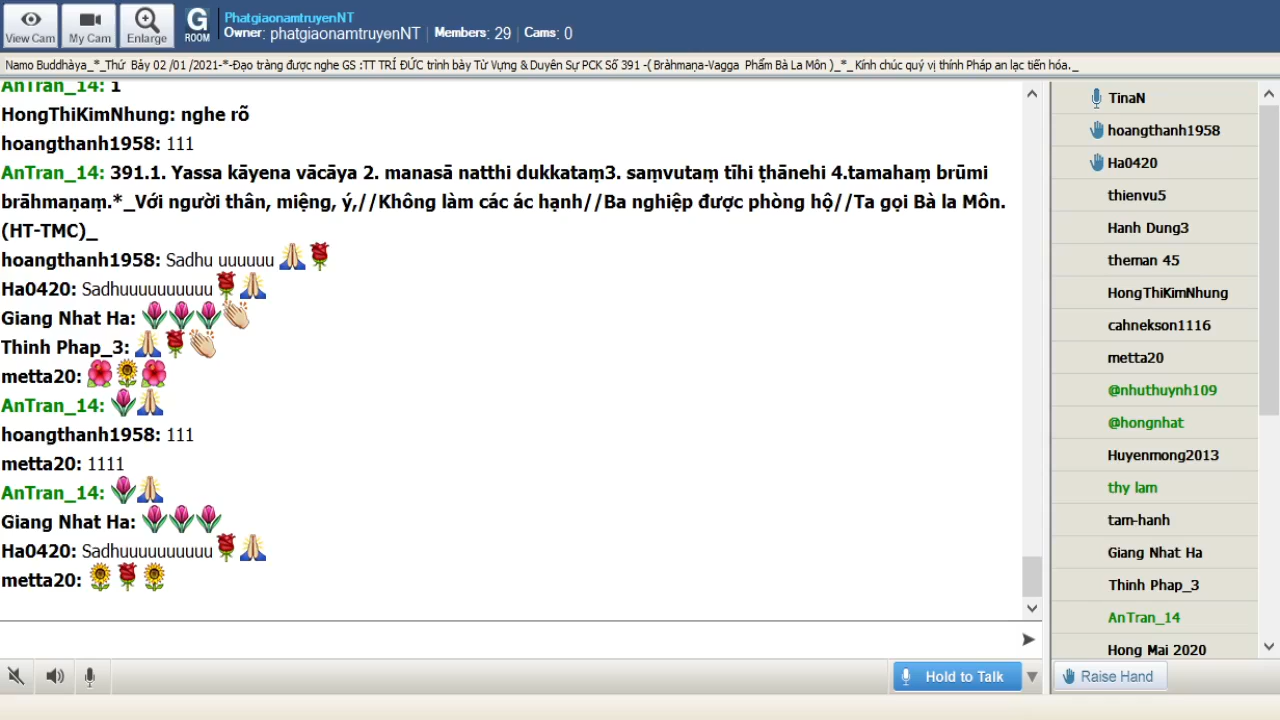 View Cam
My Cam
Enlarge
G
ROOM
PhatgiaonamtruyenNT
Owner: phatgiaonamtruyenNT | Members: 29 | Cams: 0
Namo Buddhàya_*_Thứ Bảy 02 /01 /2021-*-Đạo tràng được nghe GS :TT TRÍ ĐỨC trình bày Từ Vựng & Duyên Sự PCK Số 391 -( Bràhmaṇa-Vagga Phẩm Bà La Môn )_*_ Kính chúc quý vị thính Pháp an lạc tiến hóa._
AnTran_14: 1
HongThiKimNhung: nghe rõ
hoangthanh1958: 111
AnTran_14: 391.1. Yassa kāyena vācāya 2. manasā natthi dukkataṃ3. saṃvutaṃ tīhi ṭhānehi 4.tamahaṃ brūmi
brāhmaṇaṃ.*_Với người thân, miệng, ý,//Không làm các ác hạnh//Ba nghiệp được phòng hộ//Ta gọi Bà la Môn.
(HT-TMC)_
hoangthanh1958: Sadhu uuuuuu 🙏🌹
Ha0420: Sadhuuuuuuuuuu🌹🙏
Giang Nhat Ha: 🌷🌷🌷👏
Thinh Phap_3: 🙏🌹👏
metta20: 🌺🌻🌺
AnTran_14: 🌷🙏
hoangthanh1958: 111
metta20: 1111
AnTran_14: 🌷🙏
Giang Nhat Ha: 🌷🌷🌷
Ha0420: Sadhuuuuuuuuuu🌹🙏
metta20: 🌻🌹🌻
TinaN
hoangthanh1958
Ha0420
thienvu5
Hanh Dung3
theman 45
HongThiKimNhung
cahnekson1116
metta20
@nhuthuynh109
@hongnhat
Huyenmong2013
thy lam
tam-hanh
Giang Nhat Ha
Thinh Phap_3
AnTran_14
Hong Mai 2020
Hold to Talk
Raise Hand